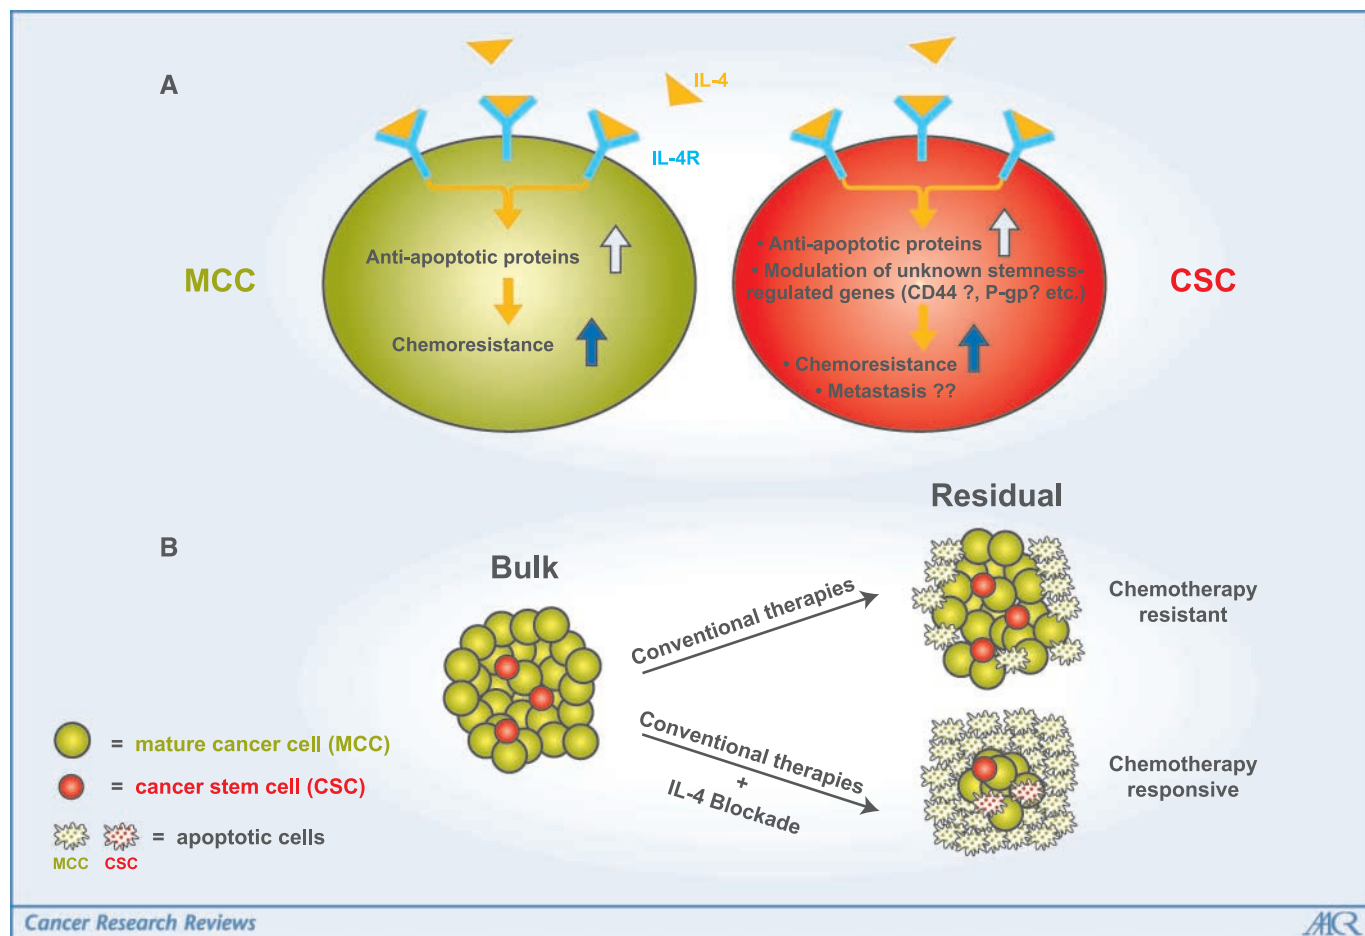 A
IL-4
IL-4R
MCC
Anti-apoptotic proteins
Chemoresistance
• Anti-apoptotic proteins
• Modulation of unknown stemness-
regulated genes (CD44 ?, P-gp? etc.)
• Chemoresistance
• Metastasis ??
CSC
B
Bulk
Residual
Conventional therapies
Chemotherapy
resistant
Conventional therapies
+
IL-4 Blockade
Chemotherapy
responsive
= mature cancer cell (MCC)
= cancer stem cell (CSC)
= apoptotic cells
MCC CSC
Cancer Research Reviews
AACR